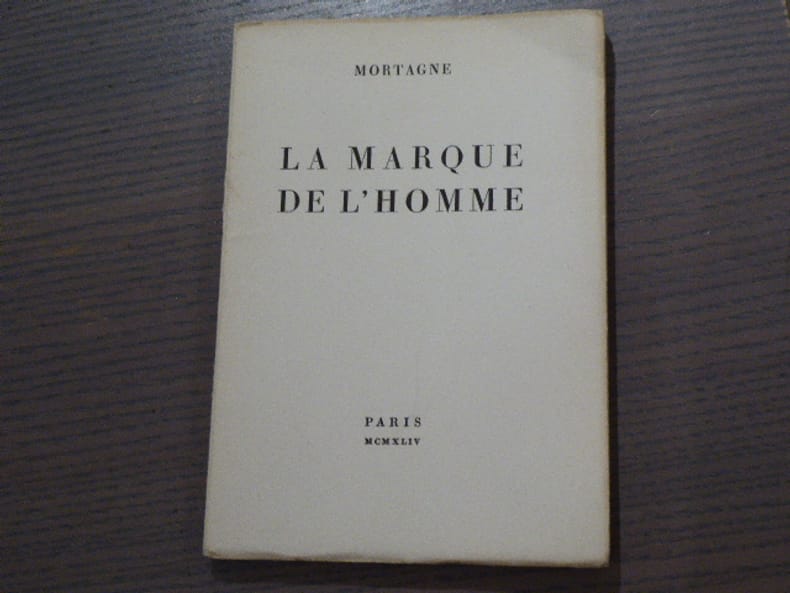 MORTAGNE
LA MARQUE
DE L'HOMME
PARIS
MCMXLIV